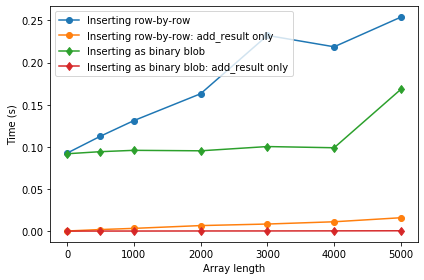 Inserting row-by-row
Inserting row-by-row: add_result only
Inserting as binary blob
Inserting as binary blob: add_result only
0.25
0.20
0.15
0.10
0.05
0.00
Time (s)
0 1000 2000 3000 4000 5000
Array length